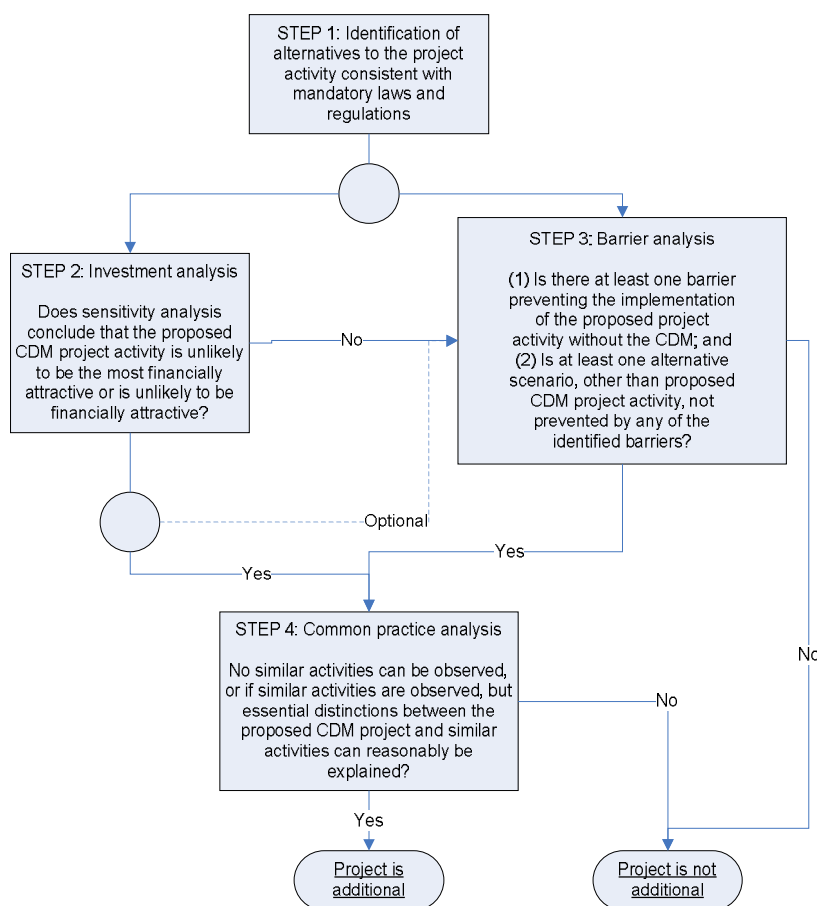 STEP 1: Identification of
alternatives to the project
activity consistent with
mandatory laws and
regulations
STEP 2: Investment analysis
Does sensitivity analysis
conclude that the proposed
CDM project activity is unlikely
to be the most financially
attractive or is unlikely to be
financially attractive?
No
STEP 3: Barrier analysis
(1) Is there at least one barrier
preventing the implementation
of the proposed project
activity without the CDM; and
(2) Is at least one alternative
scenario, other than proposed
CDM project activity, not
prevented by any of the
identified barriers?
Optional
Yes
Yes
STEP 4: Common practice analysis
No similar activities can be observed,
or if similar activities are observed, but
essential distinctions between the
proposed CDM project and similar
activities can reasonably be
explained?
No
No
Yes
Project is
additional
Project is not
additional